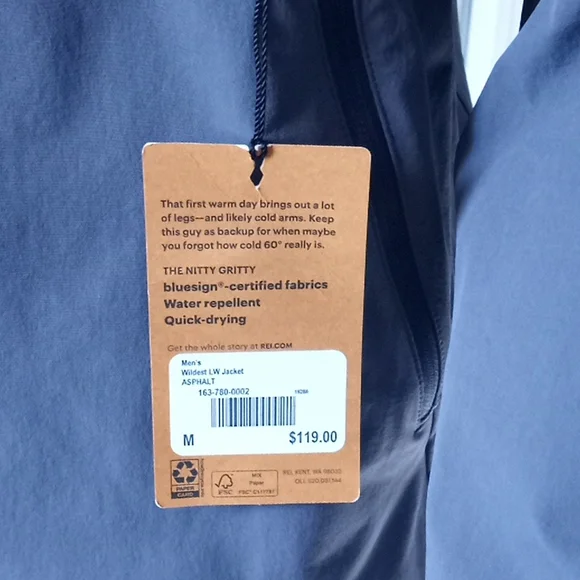 That first warm day brings out a lot
of legs—and likely cold arms. Keep
this guy as backup for when maybe
you forgot how cold 60° really is.
THE NITTY GRITTY
bluesign®-certified fabrics
Water repellent
Quick-drying
Get the whole story at REI.COM
Men's
Wildest LW Jacket
ASPHALT
163-780-0002
M
$119.00
PAPER
CARD
FSC
MIX
Paper
REI, KENT, WA 98032